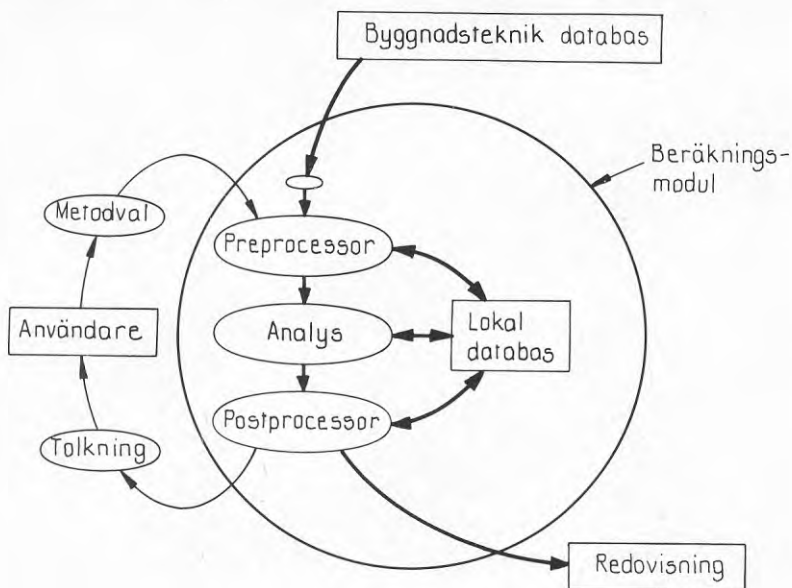 Byggnadsteknik databas
Beräknings-
modul
Metodval
Preprocessor
Användare
Analys
Lokal
databas
Postprocessor
Tolkning
Redovisning